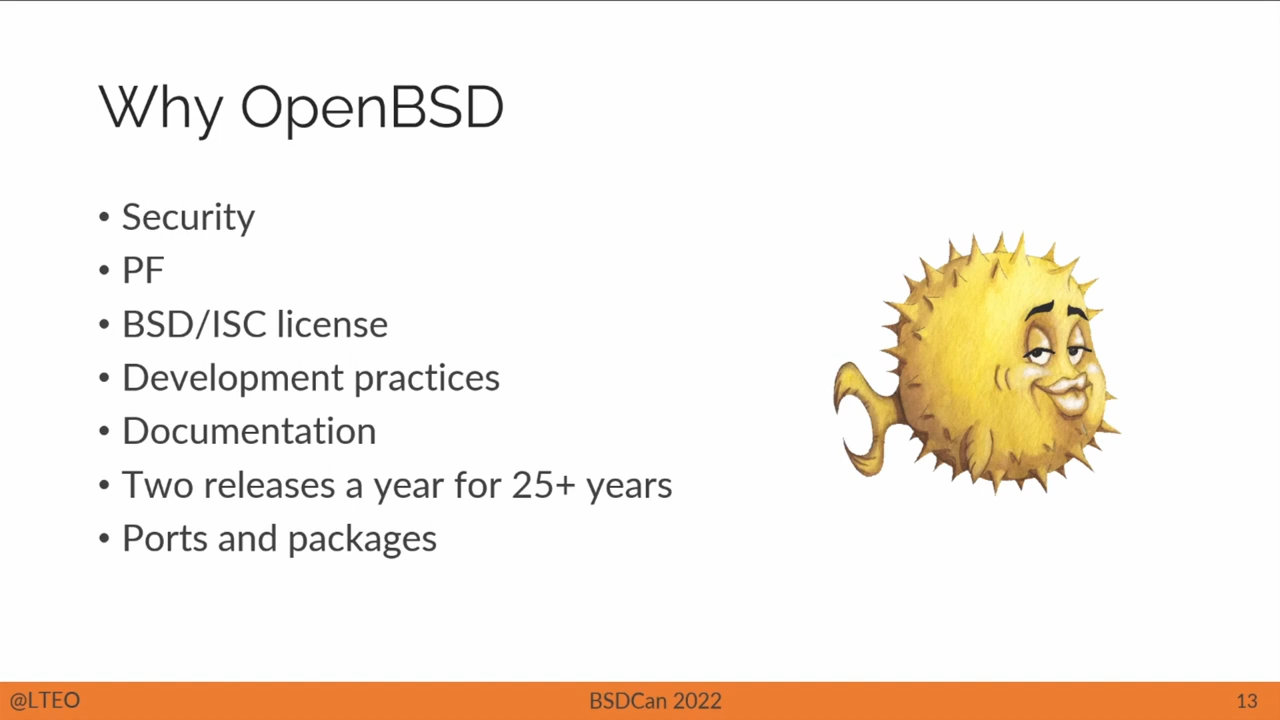 Why OpenBSD
• Security
• PF
• BSD/ISC license
• Development practices
• Documentation
• Two releases a year for 25+ years
• Ports and packages
@LTEO
BSDCan 2022
13